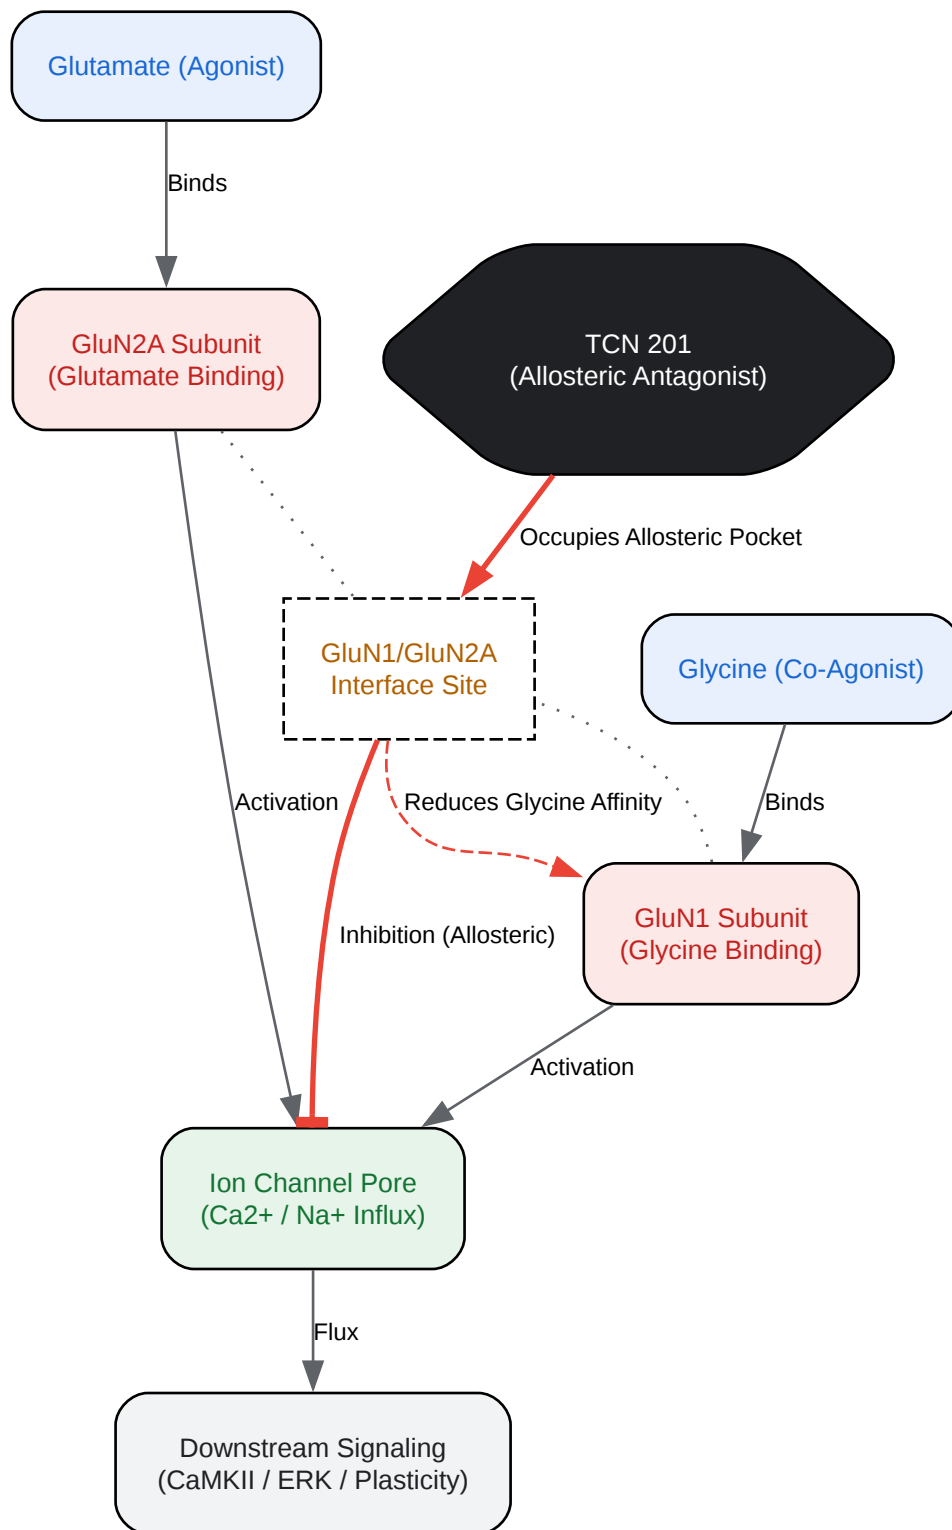 Glutamate (Agonist)
Binds
GluN2A Subunit
(Glutamate Binding)
TCN 201
(Allosteric Antagonist)
Occupies Allosteric Pocket
GluN1/GluN2A
Interface Site
Glycine (Co-Agonist)
Activation
Reduces Glycine Affinity
Binds
GluN1 Subunit
(Glycine Binding)
Inhibition (Allosteric)
Activation
Ion Channel Pore
(Ca2+ / Na+ Influx)
Flux
Downstream Signaling
(CaMKII / ERK / Plasticity)